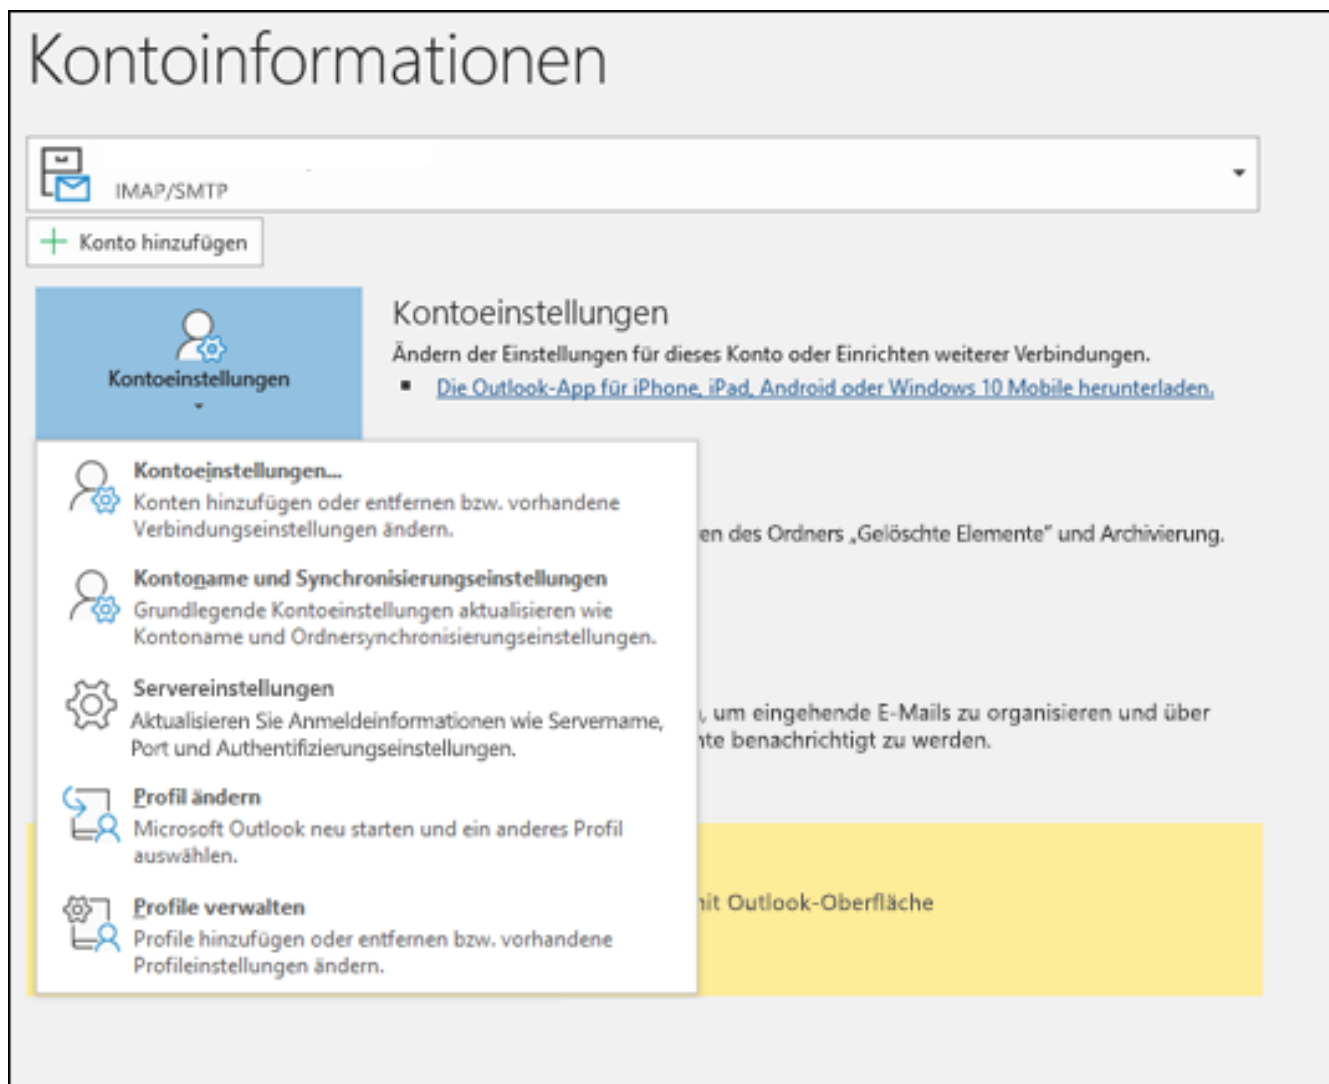 Kontoinformationen
IMAP/SMTP
Konto hinzufügen
Kontoeinstellungen
Kontoeinstellungen
Ändern der Einstellungen für dieses Konto oder Einrichten weiterer Verbindungen.
Die Outlook-App für iPhone, iPad, Android oder Windows 10 Mobile herunterladen.
Kontoeinstellungen...
Konten hinzufügen oder entfernen bzw. vorhandene
Verbindungseinstellungen ändern.
en des Ordners „Gelöschte Elemente“ und Archivierung.
Kontoname und Synchronisierungseinstellungen
Grundlegende Kontoeinstellungen aktualisieren wie
Kontoname und Ordnersynchronisierungseinstellungen.
Servereinstellungen
Aktualisieren Sie Anmeldeinformationen wie Servername,
Port und Authentifizierungseinstellungen.
, um eingehende E-Mails zu organisieren und über
nte benachrichtigt zu werden.
Profil ändern
Microsoft Outlook neu starten und ein anderes Profil
auswählen.
Profile verwalten
Profile hinzufügen oder entfernen bzw. vorhandene
Profileinstellungen ändern.
nit Outlook-Oberfläche